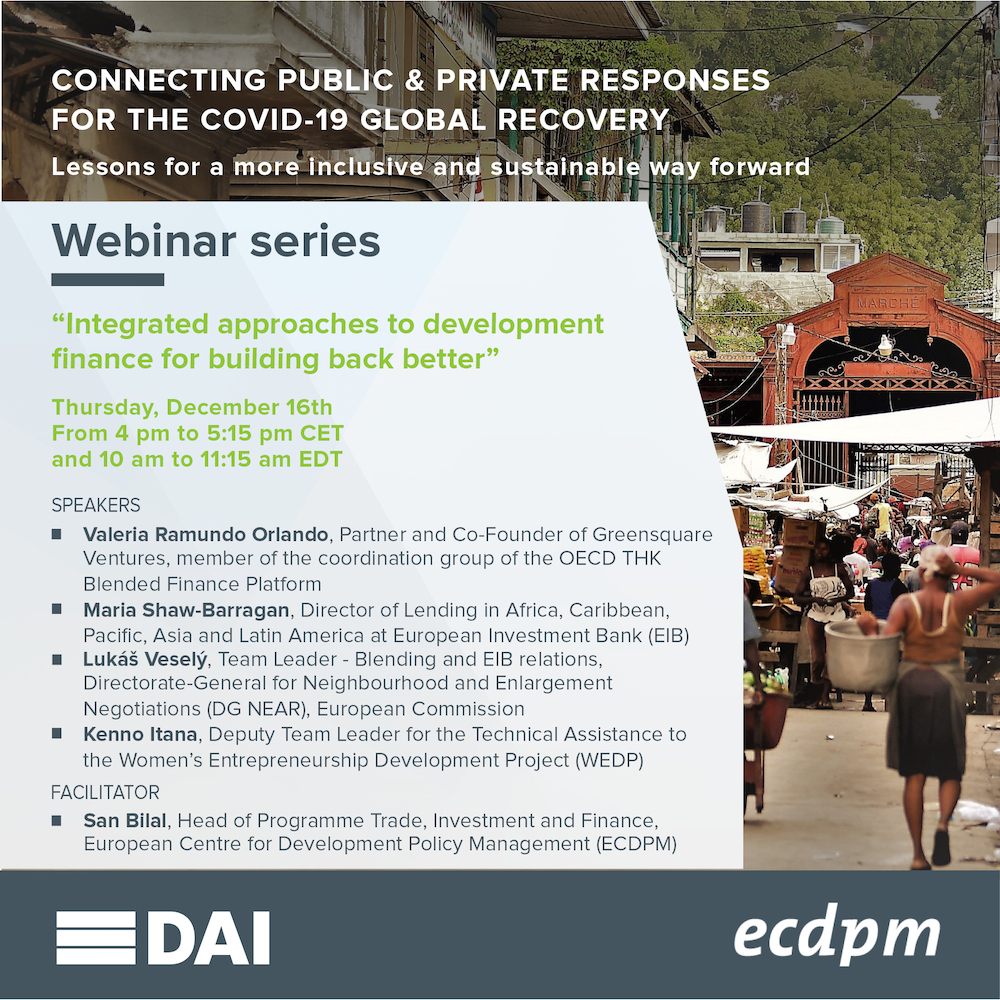 CONNECTING PUBLIC & PRIVATE RESPONSES
FOR THE COVID-19 GLOBAL RECOVERY
Lessons for a more inclusive and sustainable way forward
Webinar series
“Integrated approaches to development
finance for building back better”
Thursday, December 16th
From 4 pm to 5:15 pm CET
and 10 am to 11:15 am EDT
SPEAKERS
▪ Valeria Ramundo Orlando, Partner and Co-Founder of Greensquare
Ventures, member of the coordination group of the OECD THK
Blended Finance Platform
▪ Maria Shaw-Barragan, Director of Lending in Africa, Caribbean,
Pacific, Asia and Latin America at European Investment Bank (EIB)
▪ Lukáš Veselý, Team Leader - Blending and EIB relations,
Directorate-General for Neighbourhood and Enlargement
Negotiations (DG NEAR), European Commission
▪ Kenno Itana, Deputy Team Leader for the Technical Assistance to
the Women’s Entrepreneurship Development Project (WEDP)
FACILITATOR
▪ San Bilal, Head of Programme Trade, Investment and Finance,
European Centre for Development Policy Management (ECDPM)
MARCHÉ
DAI
ecdpm